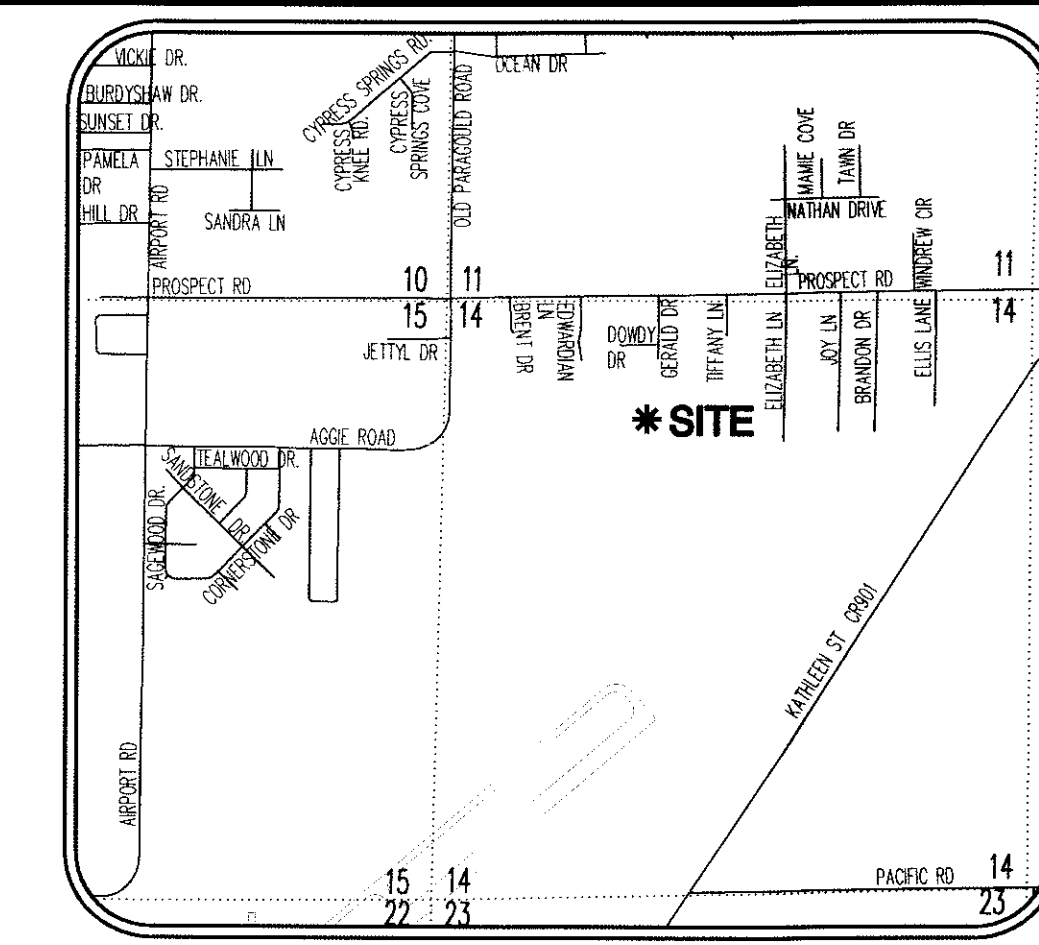 VICKIE DR.
BURDYSHAW DR.
SUNSET DR.
PAMELA
DR
HILL DR
STEPHANIE LN
SANDRA LN
AIRPORT RD
CYPRESS SPRINGS RD.
CYPRESS
KNEE RD.
CYPRESS
SPRINGS COVE
OLD PARAGOULD ROAD
OCEAN DR
MAMIE COVE
TAWN DR
NATHAN DRIVE
ELIZABETH
LN.
WINDREW CIR
PROSPECT RD
10 11
PROSPECT RD
11
15 14
14
JETTYL DR
BRENT DR
EDWARDIAN
LN
DOWDY
DR
GERALD DR
TIFFANY LN
ELIZABETH LN
JOY LN
BRANDON DR
ELLIS LANE
* SITE
AGGIE ROAD
TEALWOOD DR.
SANDSTONE DR
SAGEWOOD DR.
CORNERSTONE DR
KATHLEEN ST CR901
AIRPORT RD
15 14
22 23
PACIFIC RD
14
23